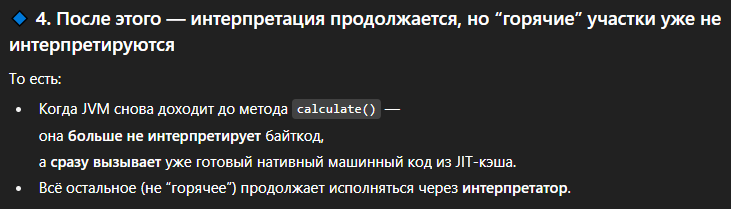 🔹 4. После этого — интерпретация продолжается, но “горячие” участки уже не
интерпретируются
То есть:
• Когда JVM снова доходит до метода calculate() —
она больше не интерпретирует байткод,
а сразу вызывает уже готовый нативный машинный код из JIT-кэша.
• Всё остальное (не “горячее”) продолжает исполняться через интерпретатор.